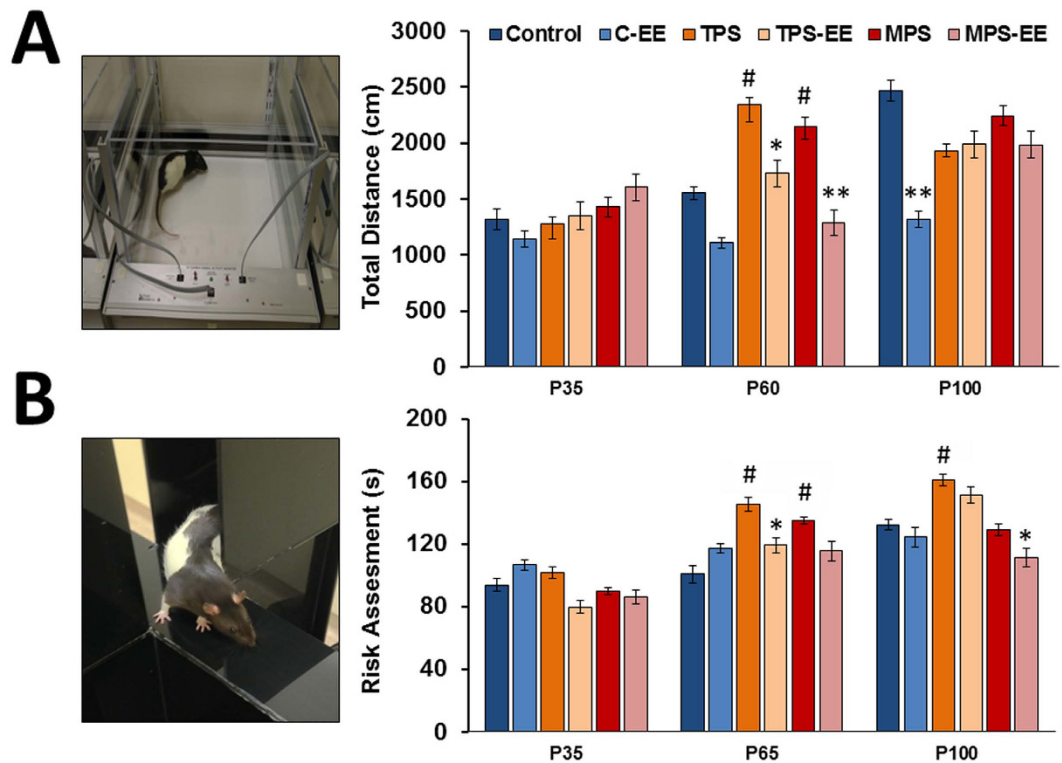 A
Total Distance (cm)
3000
2500
2000
1500
1000
500
0
Control C-EE TPS TPS-EE MPS MPS-EE
# * # **
**
P35 P60 P100
B
Risk Assesment (s)
200
160
120
80
40
0
# * #
# *
P35 P65 P100